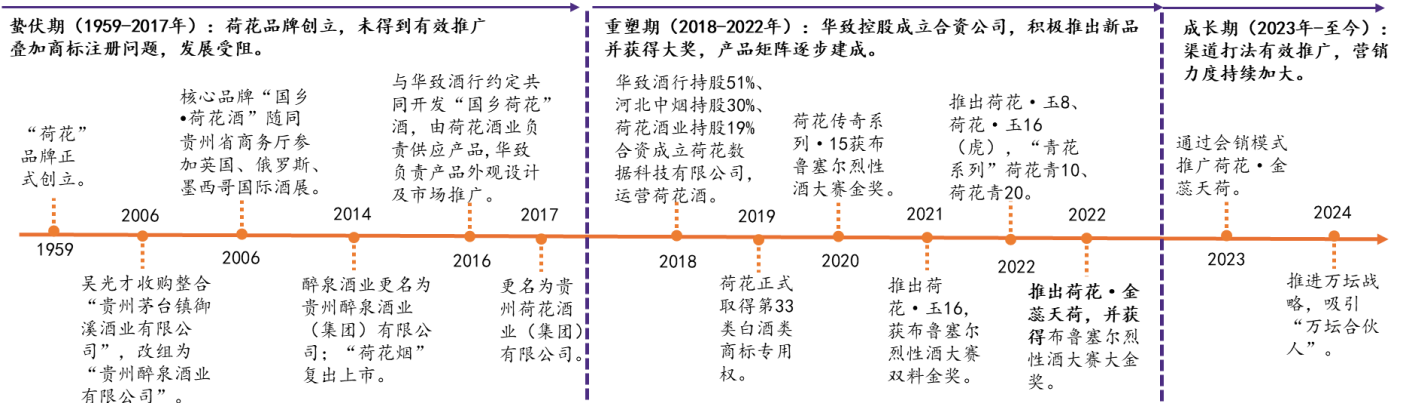 蛰伏期（1959-2017年）：荷花品牌创立，未得到有效推广
叠加商标注册问题，发展受阻。
重塑期（2018-2022年）：华致控股成立合资公司，积极推出新品
并获得大奖，产品矩阵逐步建成。
成长期（2023年-至今）：
渠道打法有效推广，营销
力度持续加大。
“荷花”
品牌正
式创立。
1959
2006
吴光才收购整合
“贵州茅台镇御
溪酒业有限公
司”，改组为
“贵州醉泉酒业
有限公司”。
核心品牌“国乡
•荷花酒”随同
贵州省商务厅参
加英国、俄罗斯、
墨西哥国际酒展。
2006
2014
醉泉酒业更名为
贵州醉泉酒业
（集团）有限公
司；“荷花烟”
复出上市。
与华致酒行约定共
同开发“国乡荷花”
酒，由荷花酒业负
责供应产品,华致
负责产品外观设计
及市场推广。
2016
2017
更名为贵
州荷花酒
业（集团）
有限公司。
华致酒行持股51%、
河北中烟持股30%、
荷花酒业持股19%
合资成立荷花数
据科技有限公司，
运营荷花酒。
2018
2019
荷花正式
取得第33
类白酒类
商标专用
权。
荷花传奇系
列·15获布
鲁塞尔烈性
酒大赛金奖。
2020
2021
推出荷
花·玉16，
获布鲁塞尔
烈性酒大赛
双料金奖。
推出荷花·玉8、
荷花·玉16
（虎），“青花
系列”荷花青10、
荷花青20。
2022
2022
推出荷花·金
蕊天荷，并获
得布鲁塞尔烈
性酒大赛大金
奖。
通过会销模式
推广荷花·金
蕊天荷。
2023
2024
推进万坛战
略，吸引
“万坛合伙
人”。